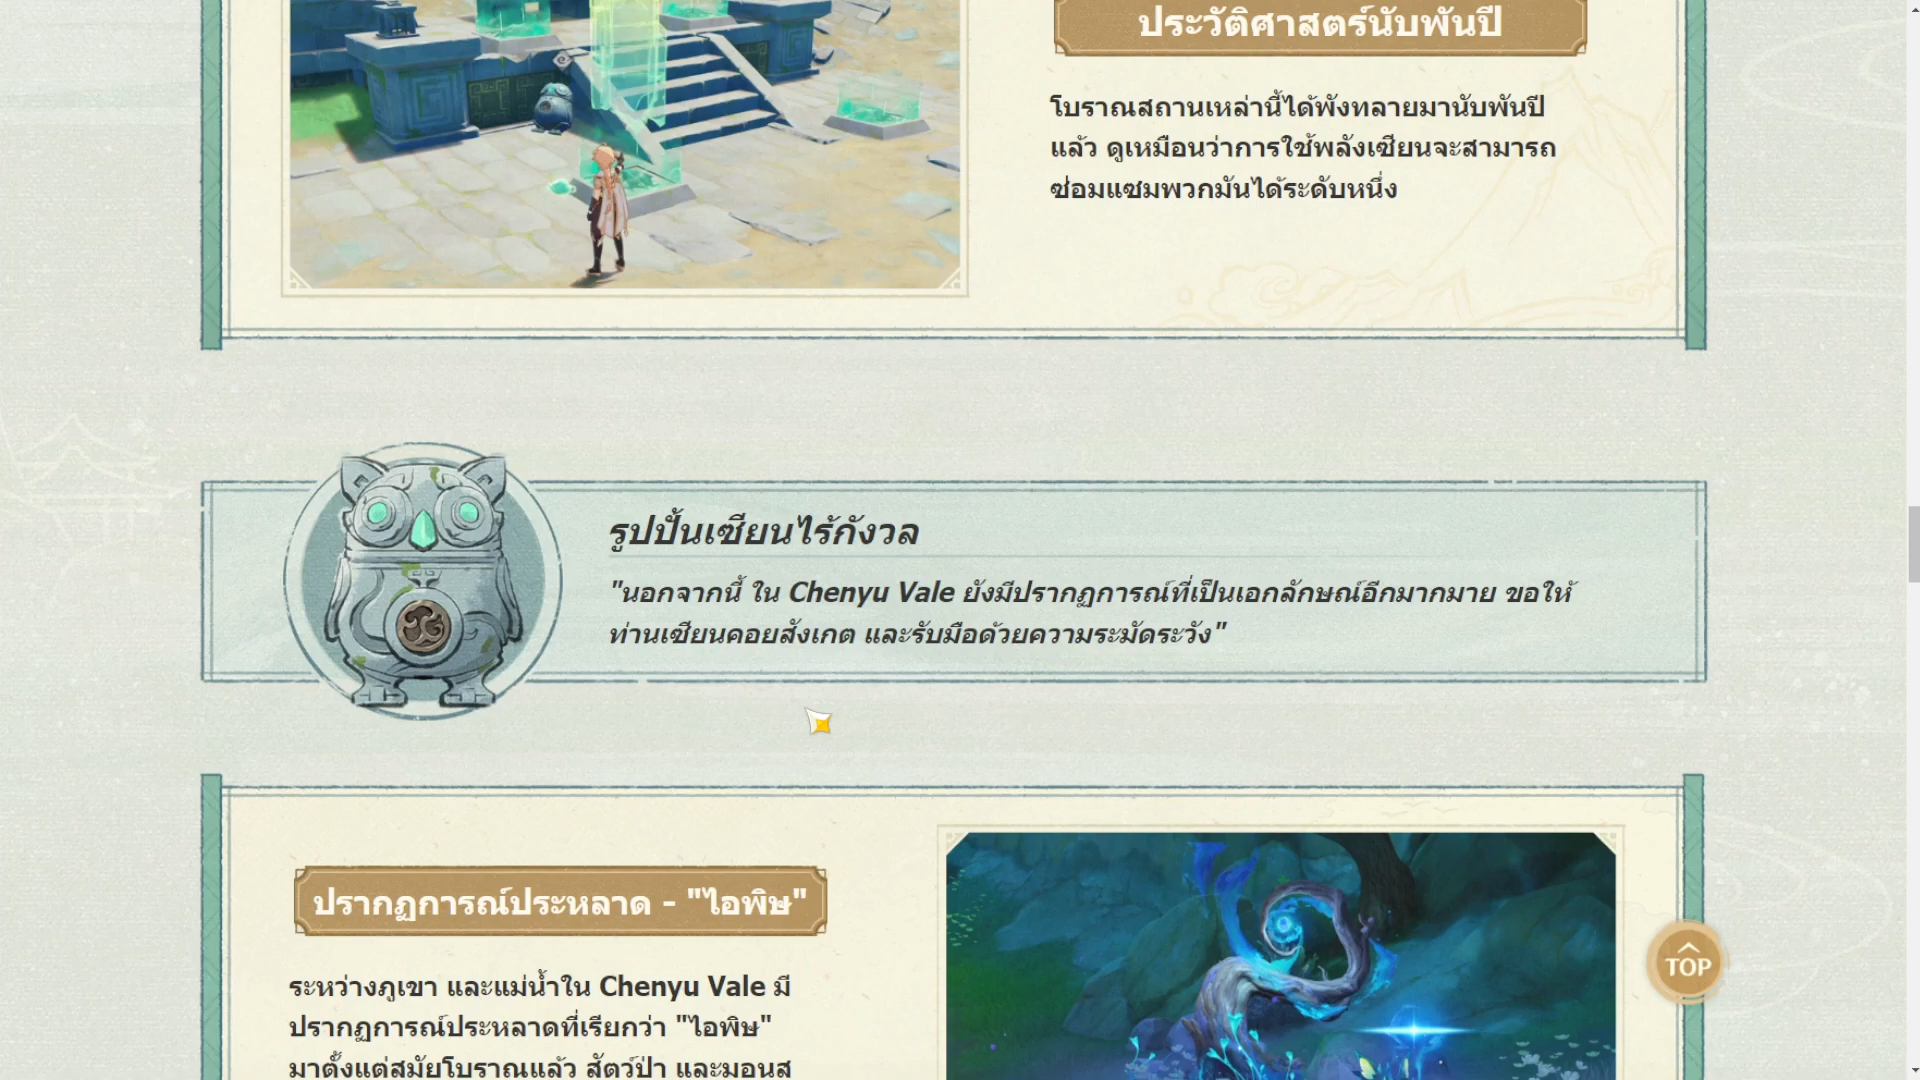 ประวัติศาสตร์นับพันปี
โบราณสถานเหล่านี้ได้พังทลายมานับพันปี
แล้ว ดูเหมือนว่าการใช้พลังเซียนจะสามารถ
ซ่อมแซมพวกมันได้ระดับหนึ่ง
รูปปั้นเซียนไร้กังวล
"นอกจากนี้ ใน Chenyu Vale ยังมีปรากฏการณ์ที่เป็นเอกลักษณ์อีกมากมาย ขอให้
ท่านเซียนคอยสังเกต และรับมือด้วยความระมัดระวัง"
ปรากฏการณ์ประหลาด - "ไอพิษ"
ระหว่างภูเขา และแม่น้ำใน Chenyu Vale มี
ปรากฏการณ์ประหลาดที่เรียกว่า "ไอพิษ"
มาตั้งแต่สมัยโบราณแล้ว สัตว์ป่า และมอนส
TOP